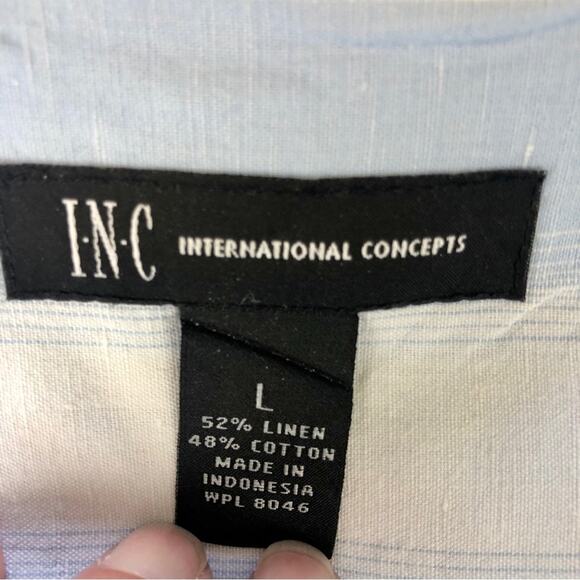 I·N·C INTERNATIONAL CONCEPTS
L
52% LINEN
48% COTTON
MADE IN
INDONESIA
WPL 8046